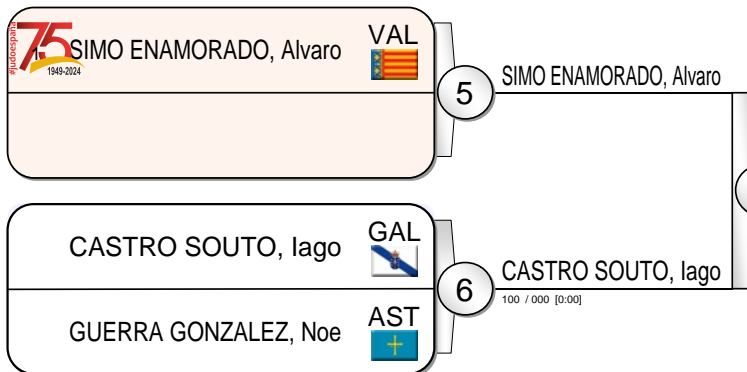 #judoespaña
75
1949-2024
SIMO ENAMORADO, Alvaro
VAL
5
SIMO ENAMORADO, Alvaro
CASTRO SOUTO, Iago
GAL
6
CASTRO SOUTO, Iago
100 / 000 [0:00]
GUERRA GONZALEZ, Noe
AST